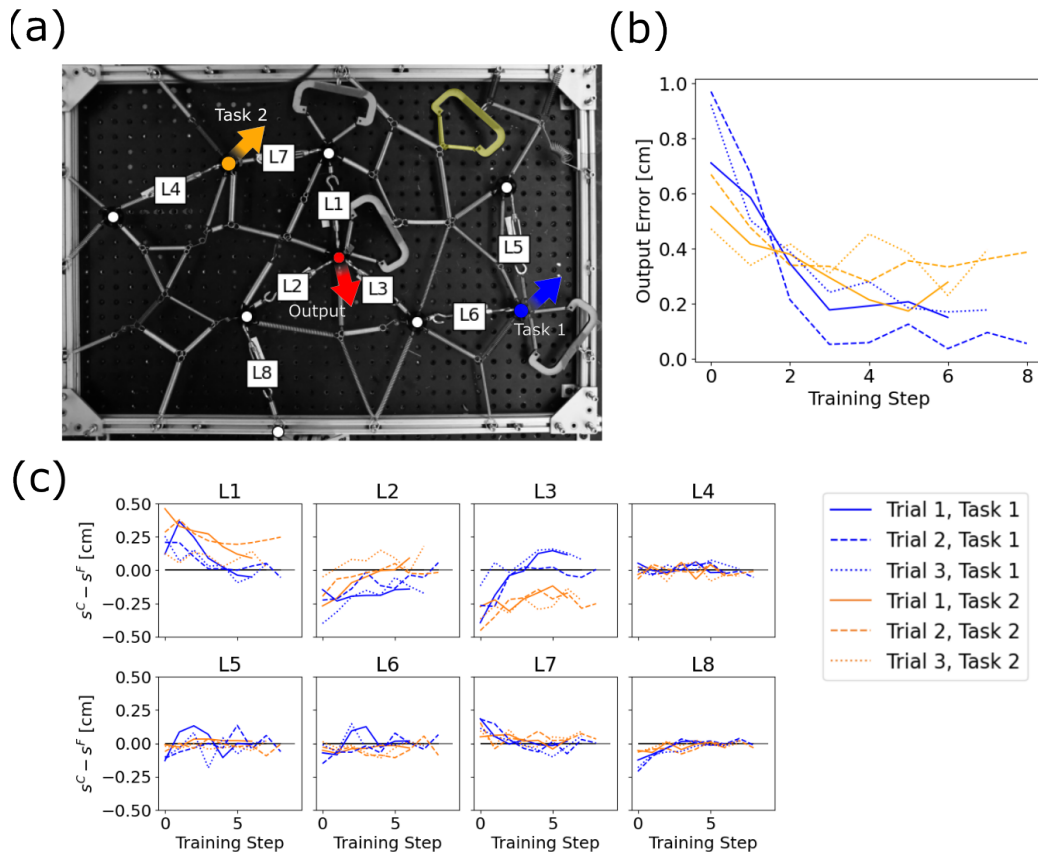 (a)
Task 2
L7
L4
L1
L5
L2
L3
Output
L6
Task 1
L8
(b)
Output Error [cm]
1.0
0.8
0.6
0.4
0.2
0.0
0 2 4 6 8
Training Step
(c)
L1 L2 L3 L4
s^C − s^F [cm]
0.50
0.25
0.00
−0.25
−0.50
L5 L6 L7 L8
s^C − s^F [cm]
0.50
0.25
0.00
−0.25
−0.50
0 5 0 5 0 5 0 5
Training Step Training Step Training Step Training Step
Trial 1, Task 1
Trial 2, Task 1
Trial 3, Task 1
Trial 1, Task 2
Trial 2, Task 2
Trial 3, Task 2